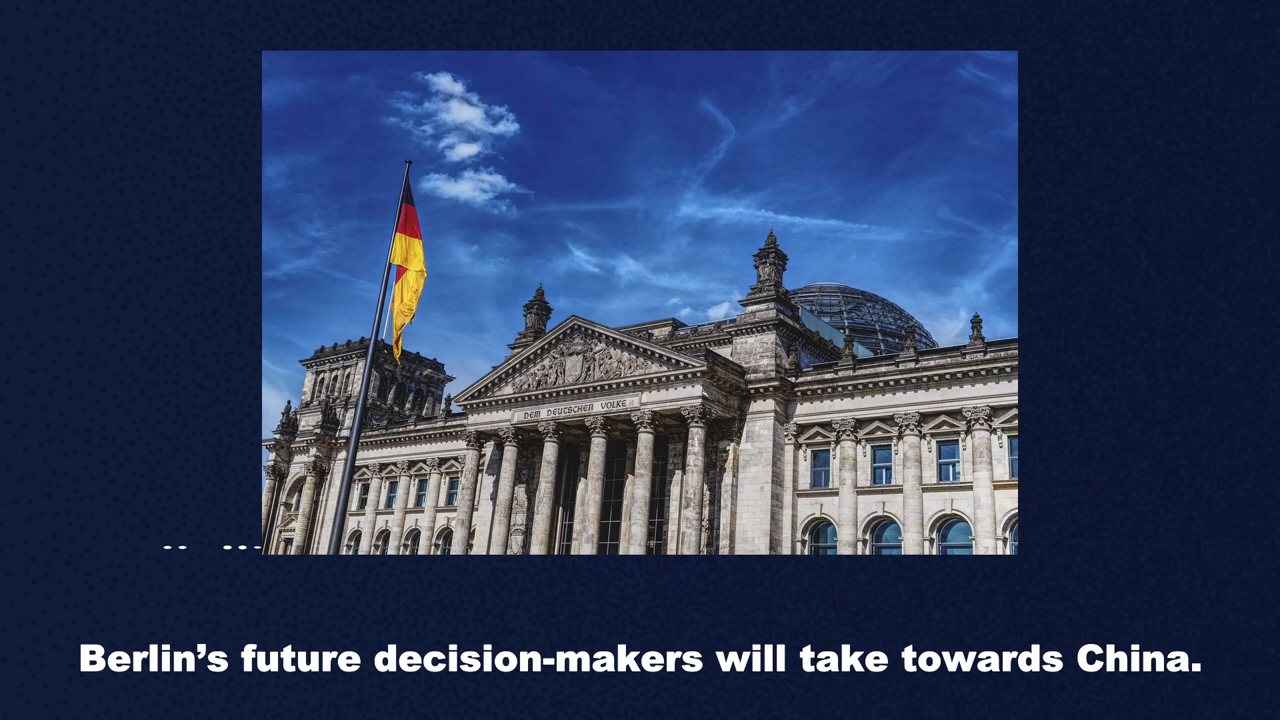 DEM DEUTSCHEN VOLKE
Berlin’s future decision-makers will take towards China.